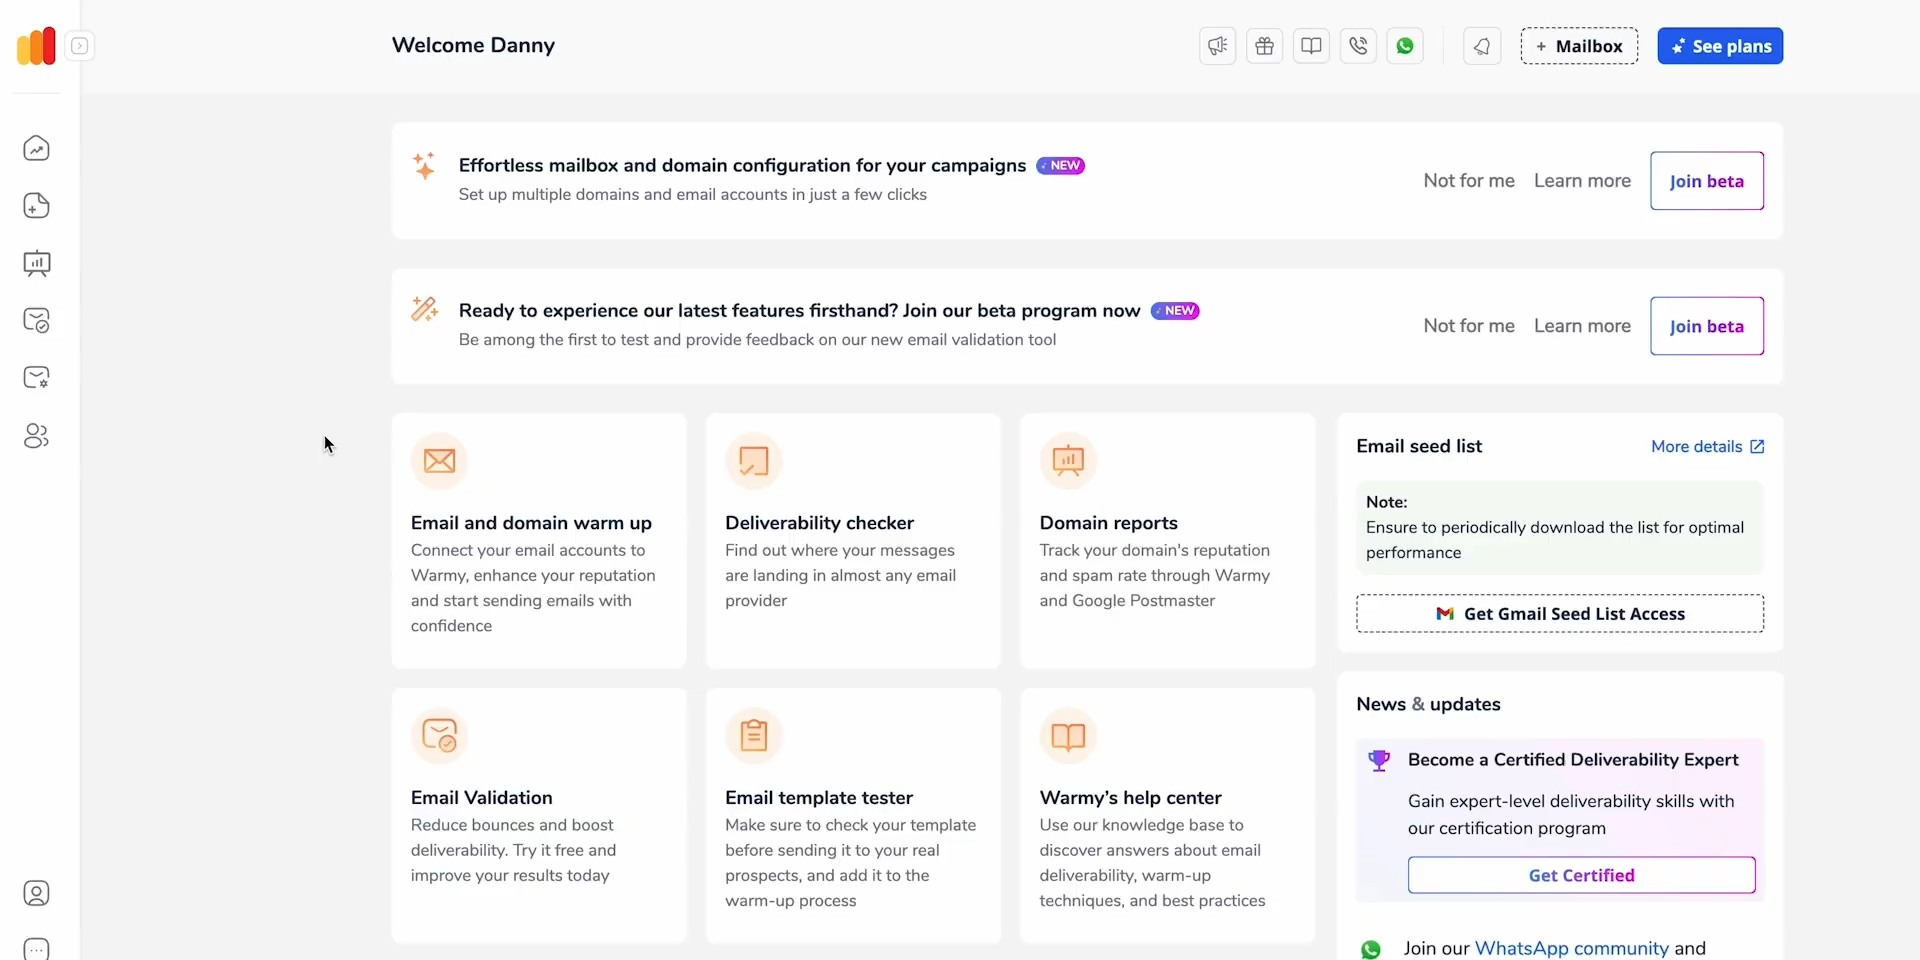 Welcome Danny
+ Mailbox
See plans
Effortless mailbox and domain configuration for your campaigns NEW
Set up multiple domains and email accounts in just a few clicks
Not for me Learn more Join beta
Ready to experience our latest features firsthand? Join our beta program now NEW
Be among the first to test and provide feedback on our new email validation tool
Not for me Learn more Join beta
Email and domain warm up
Connect your email accounts to
Warmy, enhance your reputation
and start sending emails with
confidence
Deliverability checker
Find out where your messages
are landing in almost any email
provider
Domain reports
Track your domain's reputation
and spam rate through Warmy
and Google Postmaster
Email seed list
More details
Note:
Ensure to periodically download the list for optimal
performance
Get Gmail Seed List Access
Email Validation
Reduce bounces and boost
deliverability. Try it free and
improve your results today
Email template tester
Make sure to check your template
before sending it to your real
prospects, and add it to the
warm-up process
Warmy’s help center
Use our knowledge base to
discover answers about email
deliverability, warm-up
techniques, and best practices
News & updates
Become a Certified Deliverability Expert
Gain expert-level deliverability skills with
our certification program
Get Certified
Join our WhatsApp community and